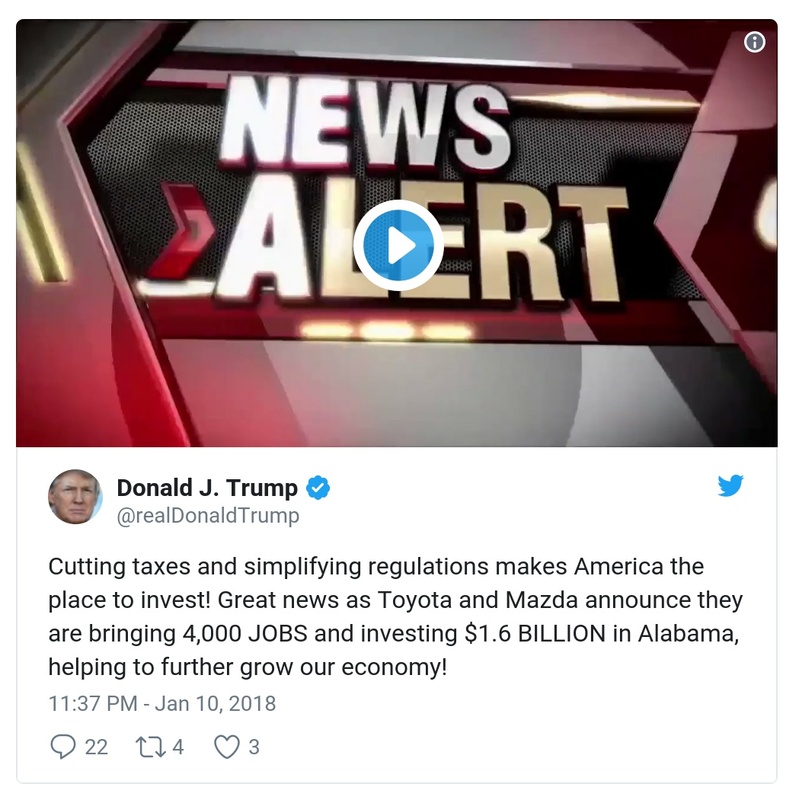 NEWS
ALERT
Donald J. Trump
@realDonaldTrump
Cutting taxes and simplifying regulations makes America the
place to invest! Great news as Toyota and Mazda announce they
are bringing 4,000 JOBS and investing $1.6 BILLION in Alabama,
helping to further grow our economy!
11:37 PM - Jan 10, 2018
22 4 3